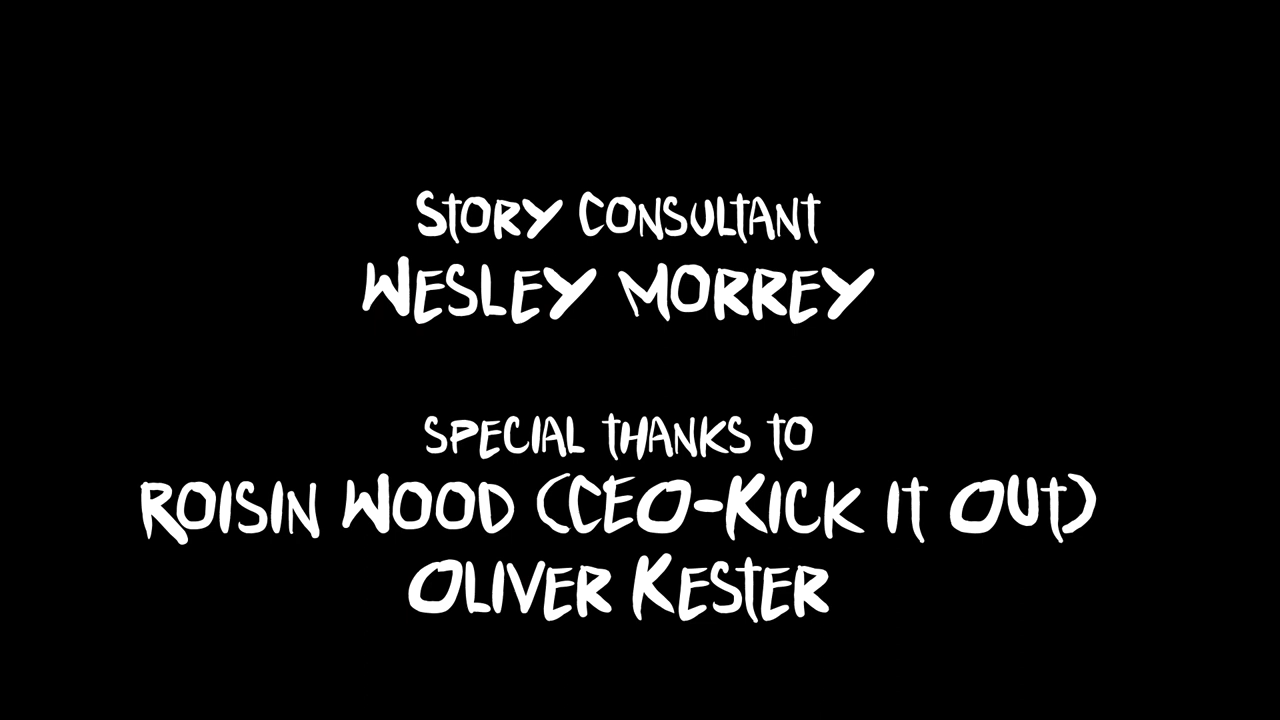 Story Consultant
Wesley Morrey
Special thanks to
Roisin Wood (CEO-Kick It Out)
Oliver Kester